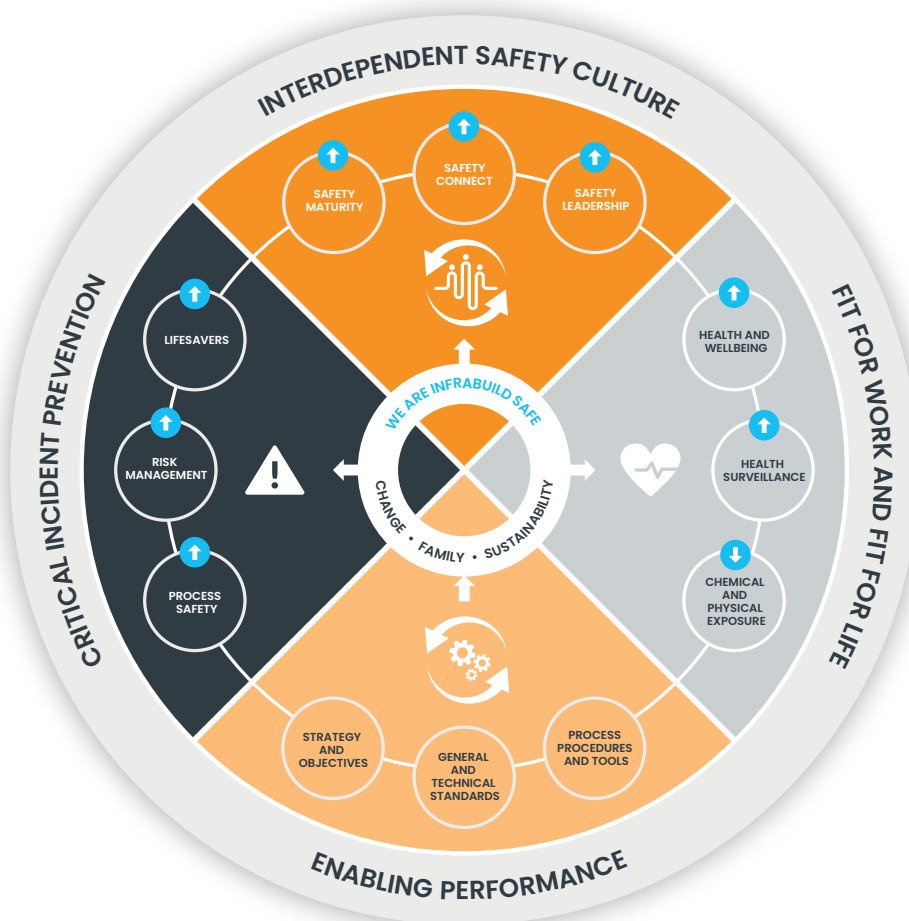 INTERDEPENDENT SAFETY CULTURE
SAFETY
CONNECT
SAFETY
MATURITY
SAFETY
LEADERSHIP
CRITICAL INCIDENT PREVENTION
LIFESAVERS
RISK
MANAGEMENT
PROCESS
SAFETY
WE ARE INFRABUILD SAFE
CHANGE • FAMILY • SUSTAINABILITY
FIT FOR WORK AND FIT FOR LIFE
HEALTH AND
WELLBEING
HEALTH
SURVEILLANCE
CHEMICAL
AND
PHYSICAL
EXPOSURE
STRATEGY
AND
OBJECTIVES
GENERAL
AND
TECHNICAL
STANDARDS
PROCESS
PROCEDURES
AND TOOLS
ENABLING PERFORMANCE